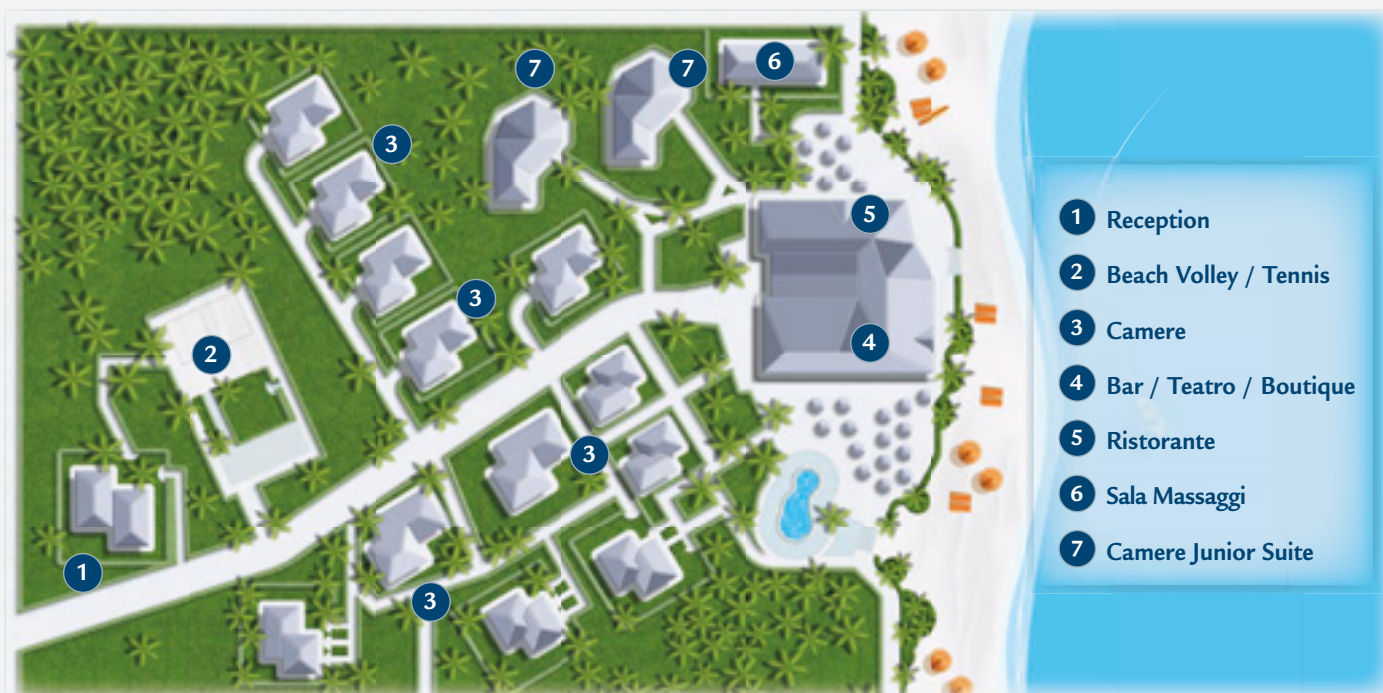 7
7
6
3
5
3
2
4
3
1
3
1 Reception
2 Beach Volley / Tennis
3 Camere
4 Bar / Teatro / Boutique
5 Ristorante
6 Sala Massaggi
7 Camere Junior Suite